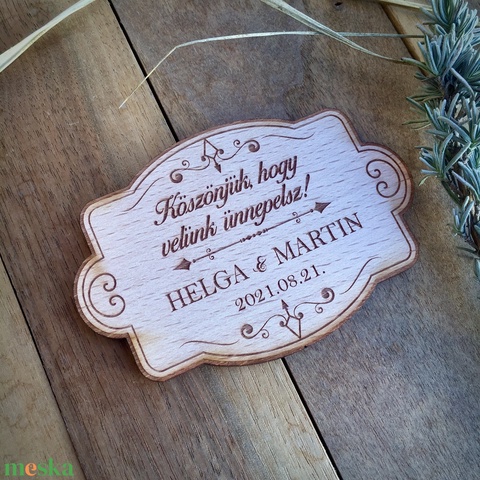 Köszönjük, hogy
velünk ünnepelsz!
HELGA & MARTIN
2021.08.21.
meska